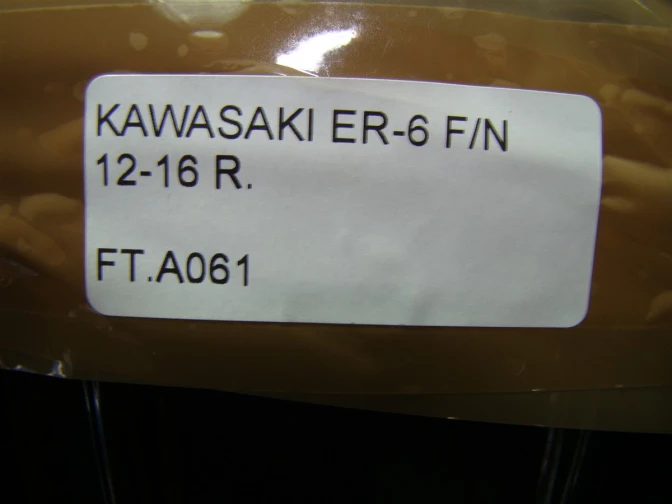 KAWASAKI ER-6 F/N
12-16 R.
FT.A061